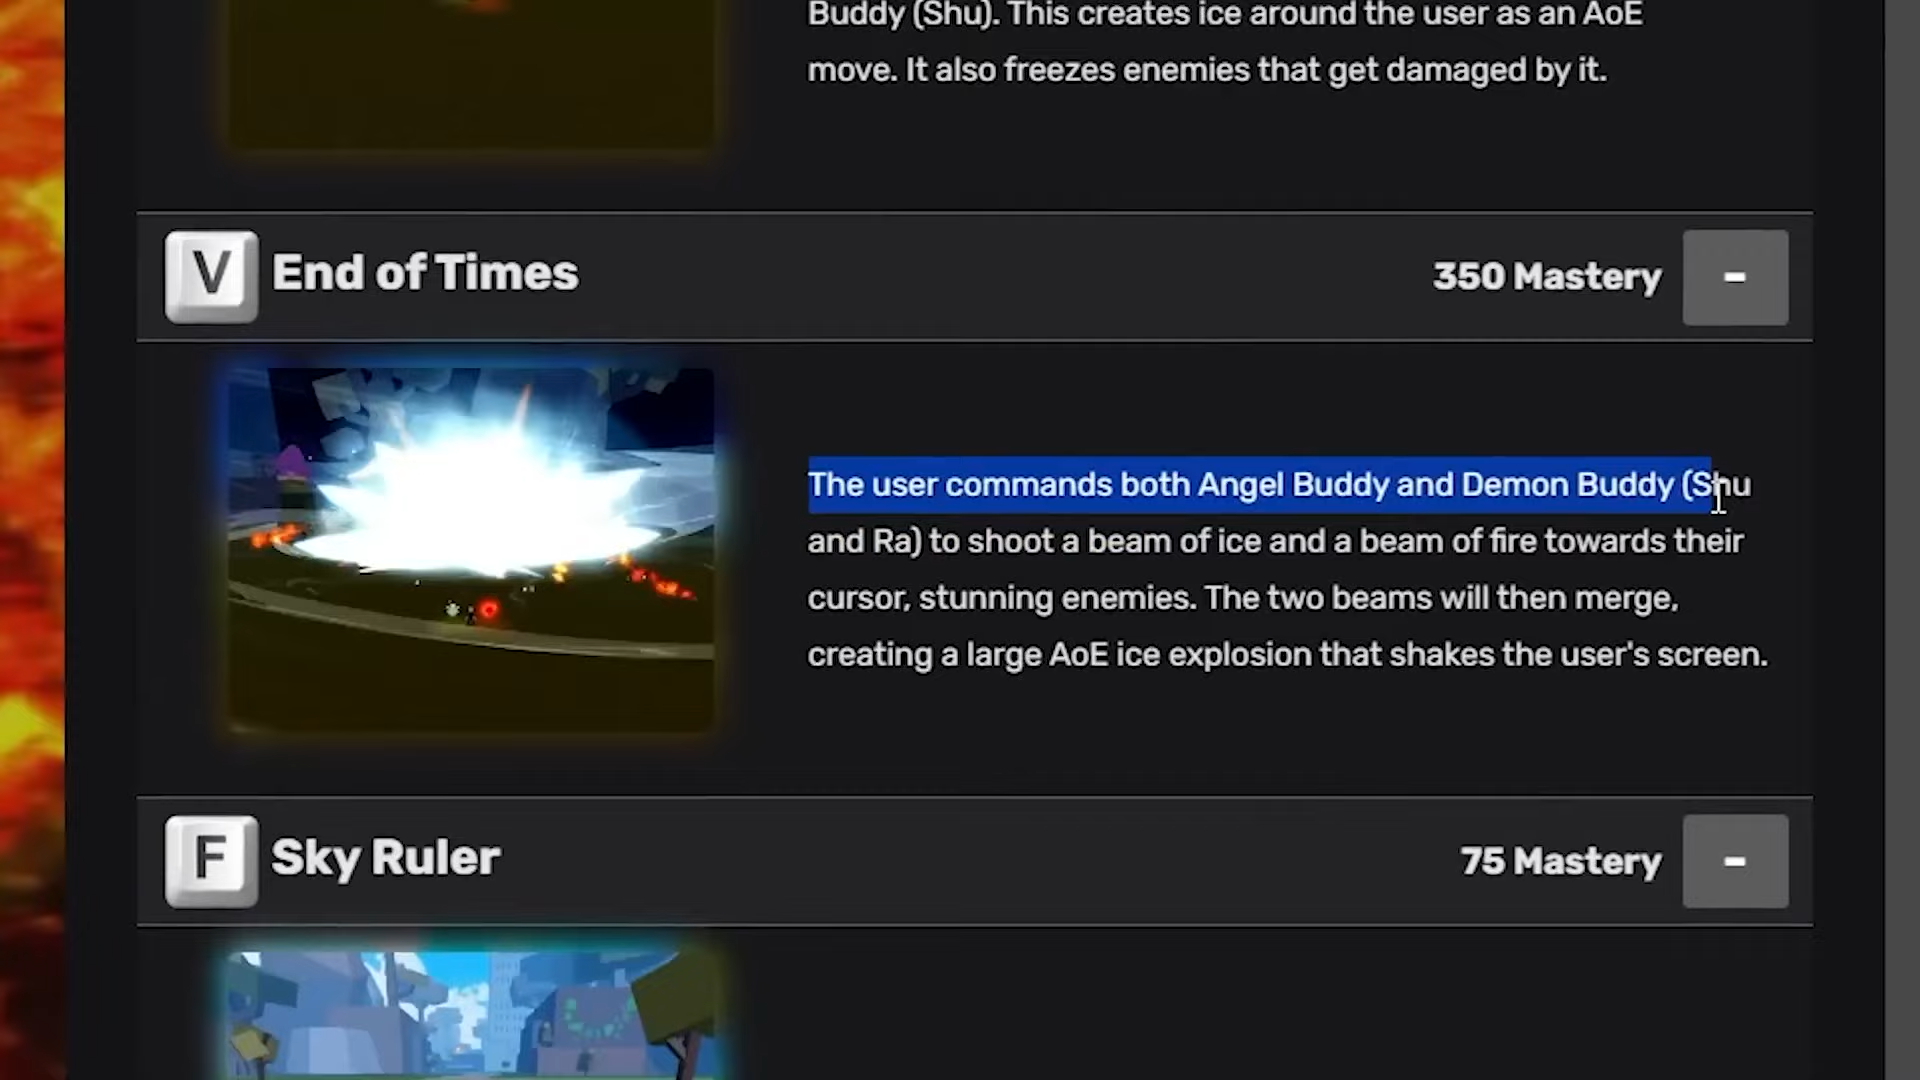 Buddy (Shu). This creates ice around the user as an AoE
move. It also freezes enemies that get damaged by it.
V End of Times 350 Mastery -
The user commands both Angel Buddy and Demon Buddy (Shu
and Ra) to shoot a beam of ice and a beam of fire towards their
cursor, stunning enemies. The two beams will then merge,
creating a large AoE ice explosion that shakes the user's screen.
F Sky Ruler 75 Mastery -